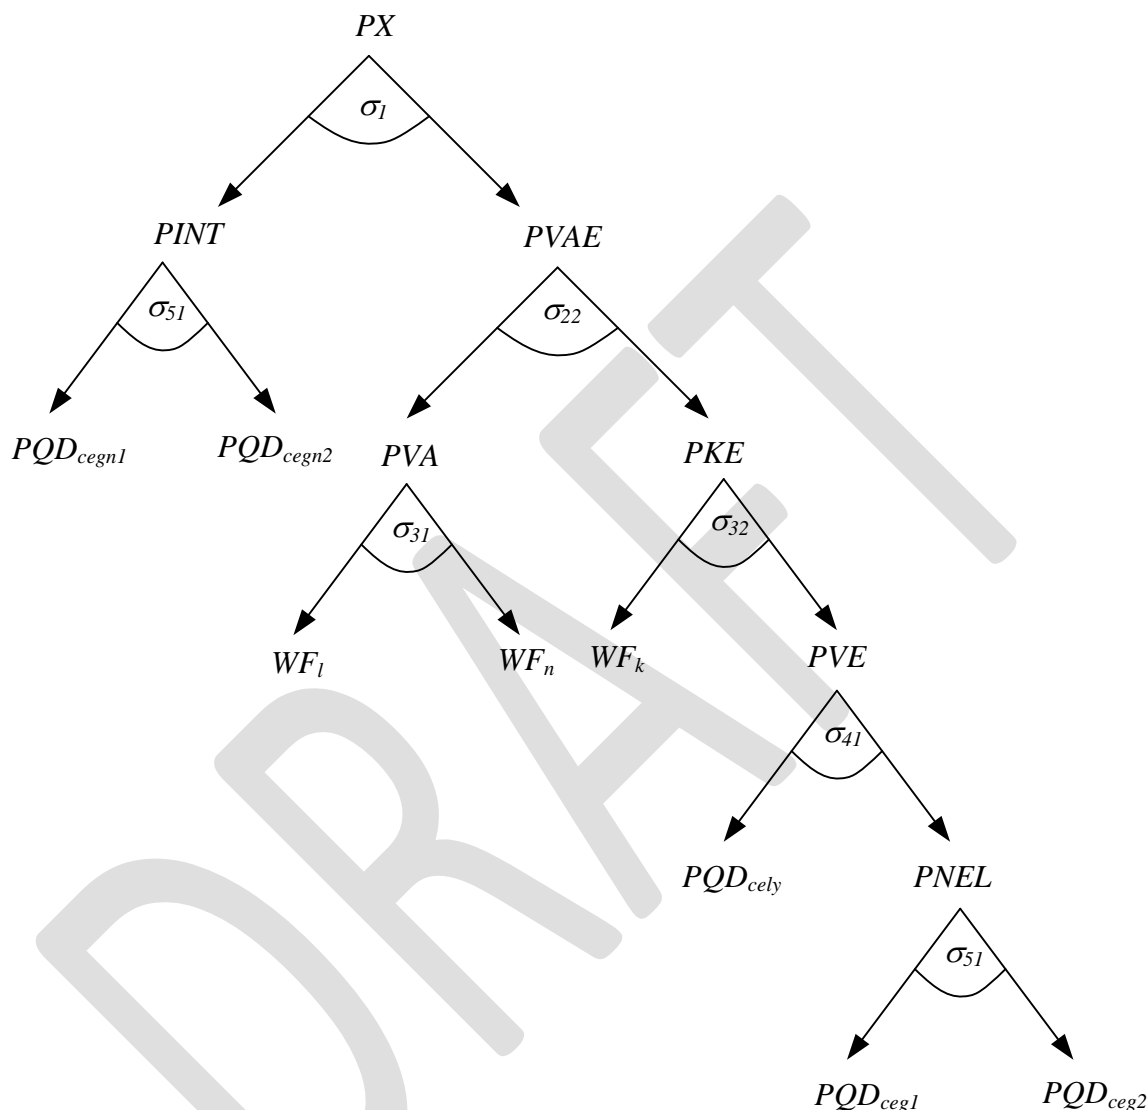 PX
σ1
PINT PVAE
σ51 σ22
PQDcegn1 PQDcegn2 PVA PKE
σ31 σ32
WFl WFn WFk PVE
σ41
PQDcely PNEL
σ51
PQDceg1 PQDceg2
DRAFT